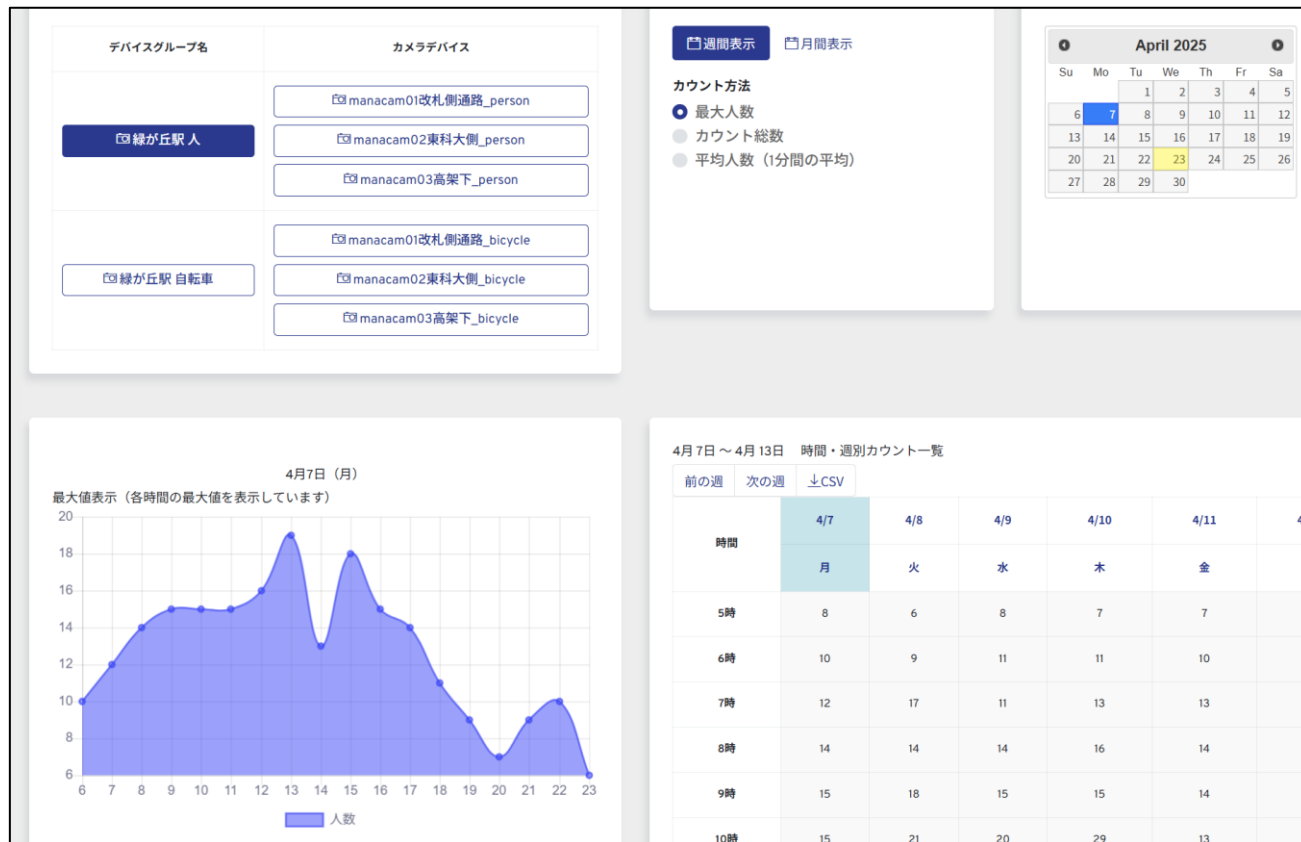 デバイスグループ名 カメラデバイス
緑が丘駅 人
manacam01改札側通路_person
manacam02東科大側_person
manacam03高架下_person
緑が丘駅 自転車
manacam01改札側通路_bicycle
manacam02東科大側_bicycle
manacam03高架下_bicycle
週間表示 月間表示
カウント方法
最大人数
カウント総数
平均人数（1分間の平均）
April 2025
Su Mo Tu We Th Fr Sa
1 2 3 4 5
6 7 8 9 10 11 12
13 14 15 16 17 18 19
20 21 22 23 24 25 26
27 28 29 30
4月7日（月）
最大値表示（各時間の最大値を表示しています）
20
18
16
14
12
10
8
6
6 7 8 9 10 11 12 13 14 15 16 17 18 19 20 21 22 23
人数
4月7日 ～ 4月13日 時間・週別カウント一覧
前の週 次の週 CSV
時間 4/7 4/8 4/9 4/10 4/11
月 火 水 木 金
5時 8 6 8 7 7
6時 10 9 11 11 10
7時 12 17 11 13 13
8時 14 14 14 16 14
9時 15 18 15 15 14
10時 15 21 20 29 13